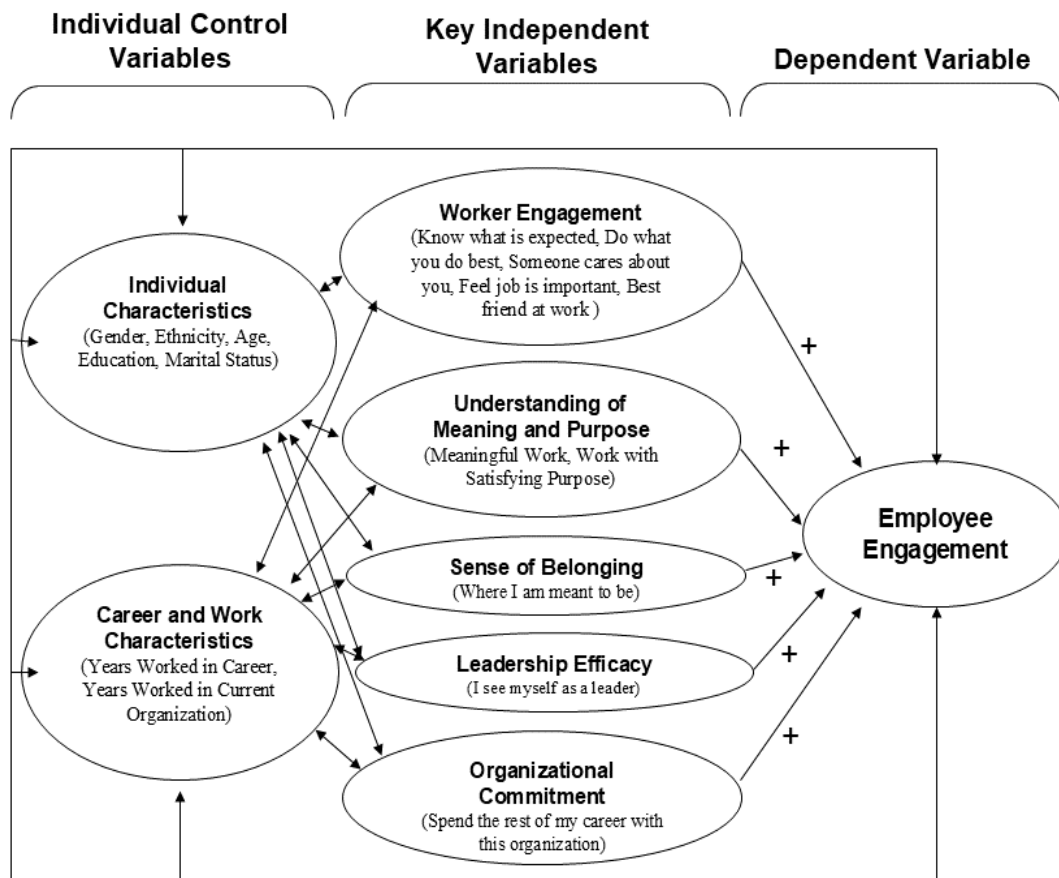 Individual Control
Variables
Key Independent
Variables
Dependent Variable
Worker Engagement
(Know what is expected, Do what
you do best, Someone cares about
you, Feel job is important, Best
friend at work )
Individual
Characteristics
(Gender, Ethnicity, Age,
Education, Marital Status)
+
Understanding of
Meaning and Purpose
(Meaningful Work, Work with
Satisfying Purpose)
+
Employee
Engagement
Sense of Belonging
(Where I am meant to be)
+
Career and Work
Characteristics
(Years Worked in Career,
Years Worked in Current
Organization)
Leadership Efficacy
(I see myself as a leader)
+
+
Organizational
Commitment
(Spend the rest of my career with
this organization)